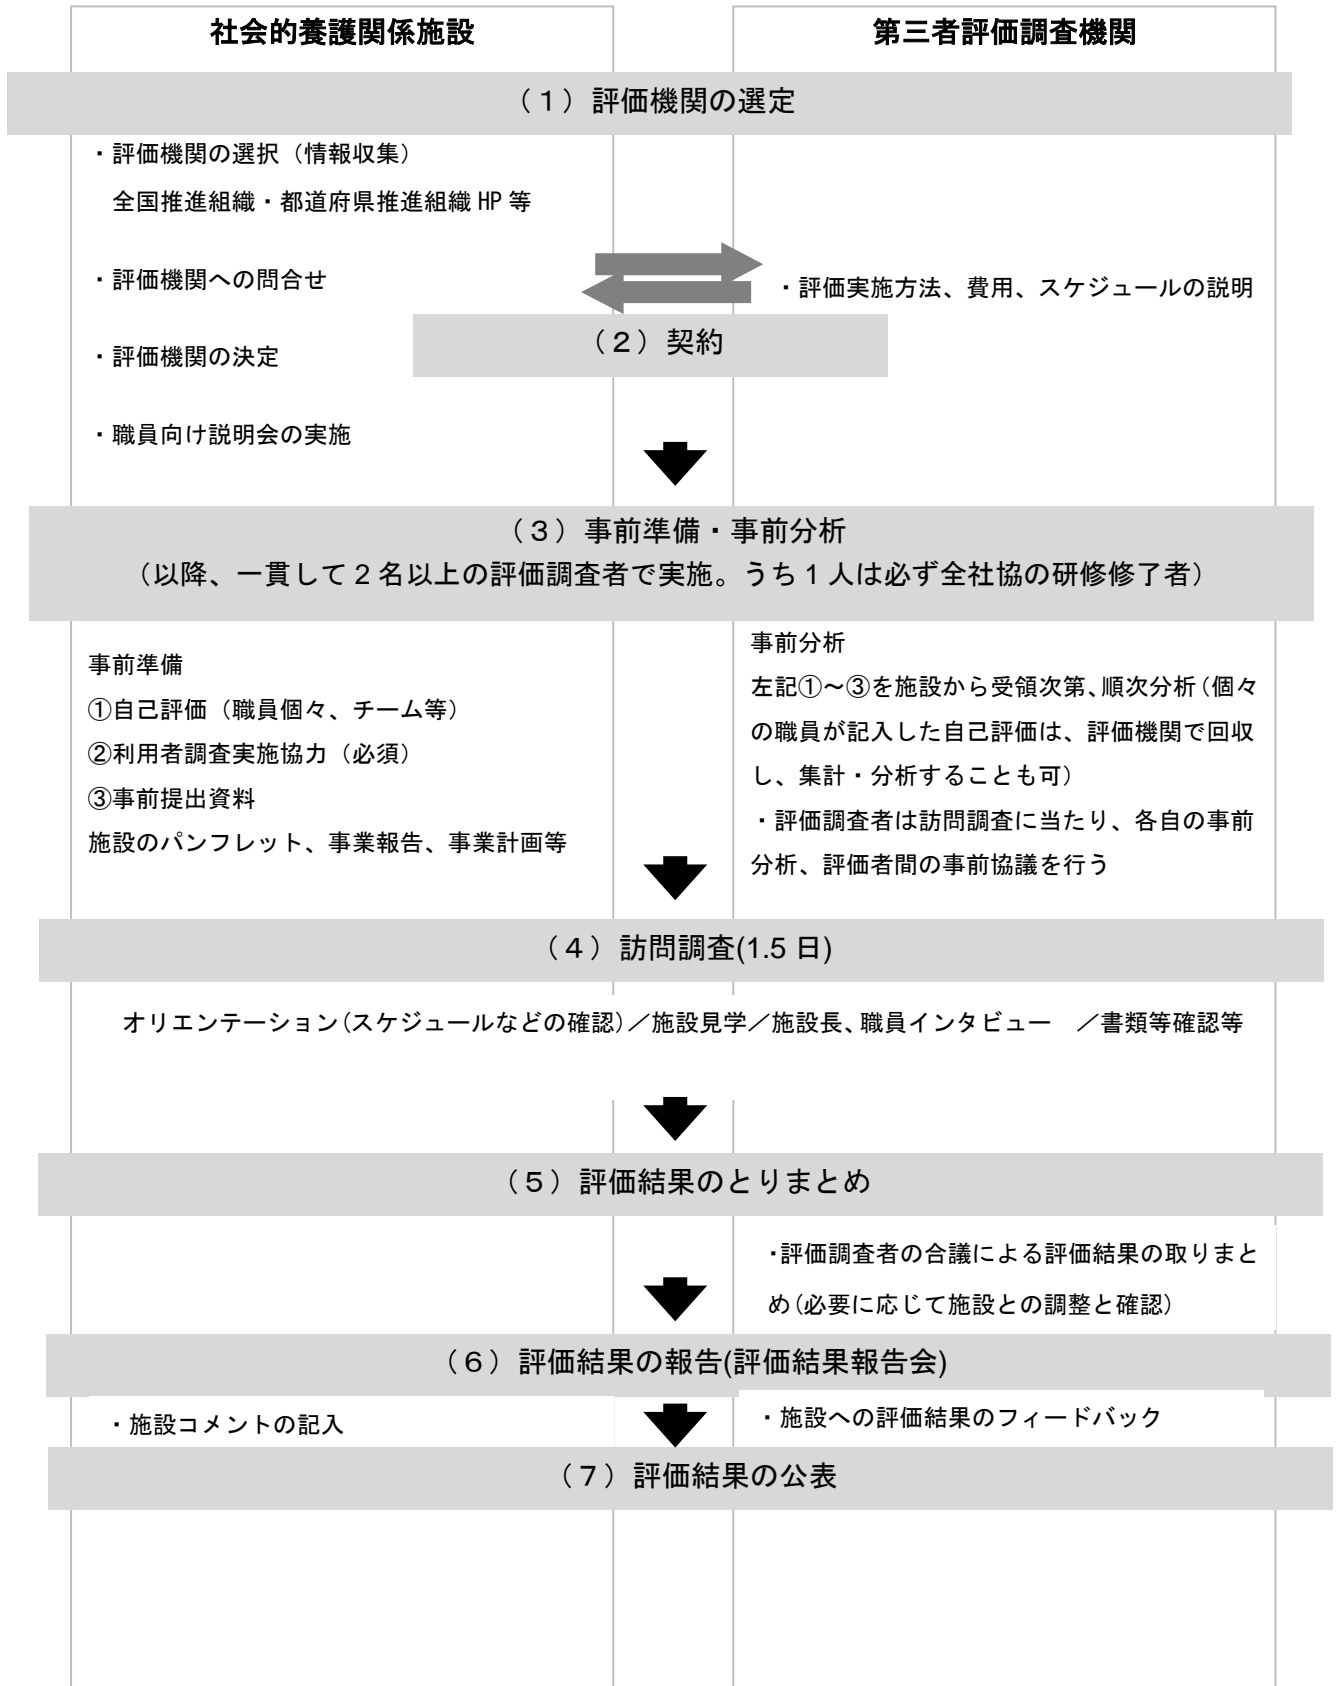 社会的養護関係施設
第三者評価調査機関
（１）評価機関の選定
・評価機関の選択（情報収集）
全国推進組織・都道府県推進組織 HP 等
・評価機関への問合せ
・評価実施方法、費用、スケジュールの説明
（２）契約
・評価機関の決定
・職員向け説明会の実施
（３）事前準備・事前分析
（以降、一貫して２名以上の評価調査者で実施。うち１人は必ず全社協の研修修了者）
事前準備
①自己評価（職員個々、チーム等）
②利用者調査実施協力（必須）
③事前提出資料
施設のパンフレット、事業報告、事業計画等
事前分析
左記①～③を施設から受領次第、順次分析（個々
の職員が記入した自己評価は、評価機関で回収
し、集計・分析することも可）
・評価調査者は訪問調査に当たり、各自の事前
分析、評価者間の事前協議を行う
（４）訪問調査(1.5 日)
オリエンテーション（スケジュールなどの確認）／施設見学／施設長、職員インタビュー　／書類等確認等
（５）評価結果のとりまとめ
・評価調査者の合議による評価結果の取りまと
め（必要に応じて施設との調整と確認）
（６）評価結果の報告(評価結果報告会)
・施設コメントの記入
・施設への評価結果のフィードバック
（７）評価結果の公表